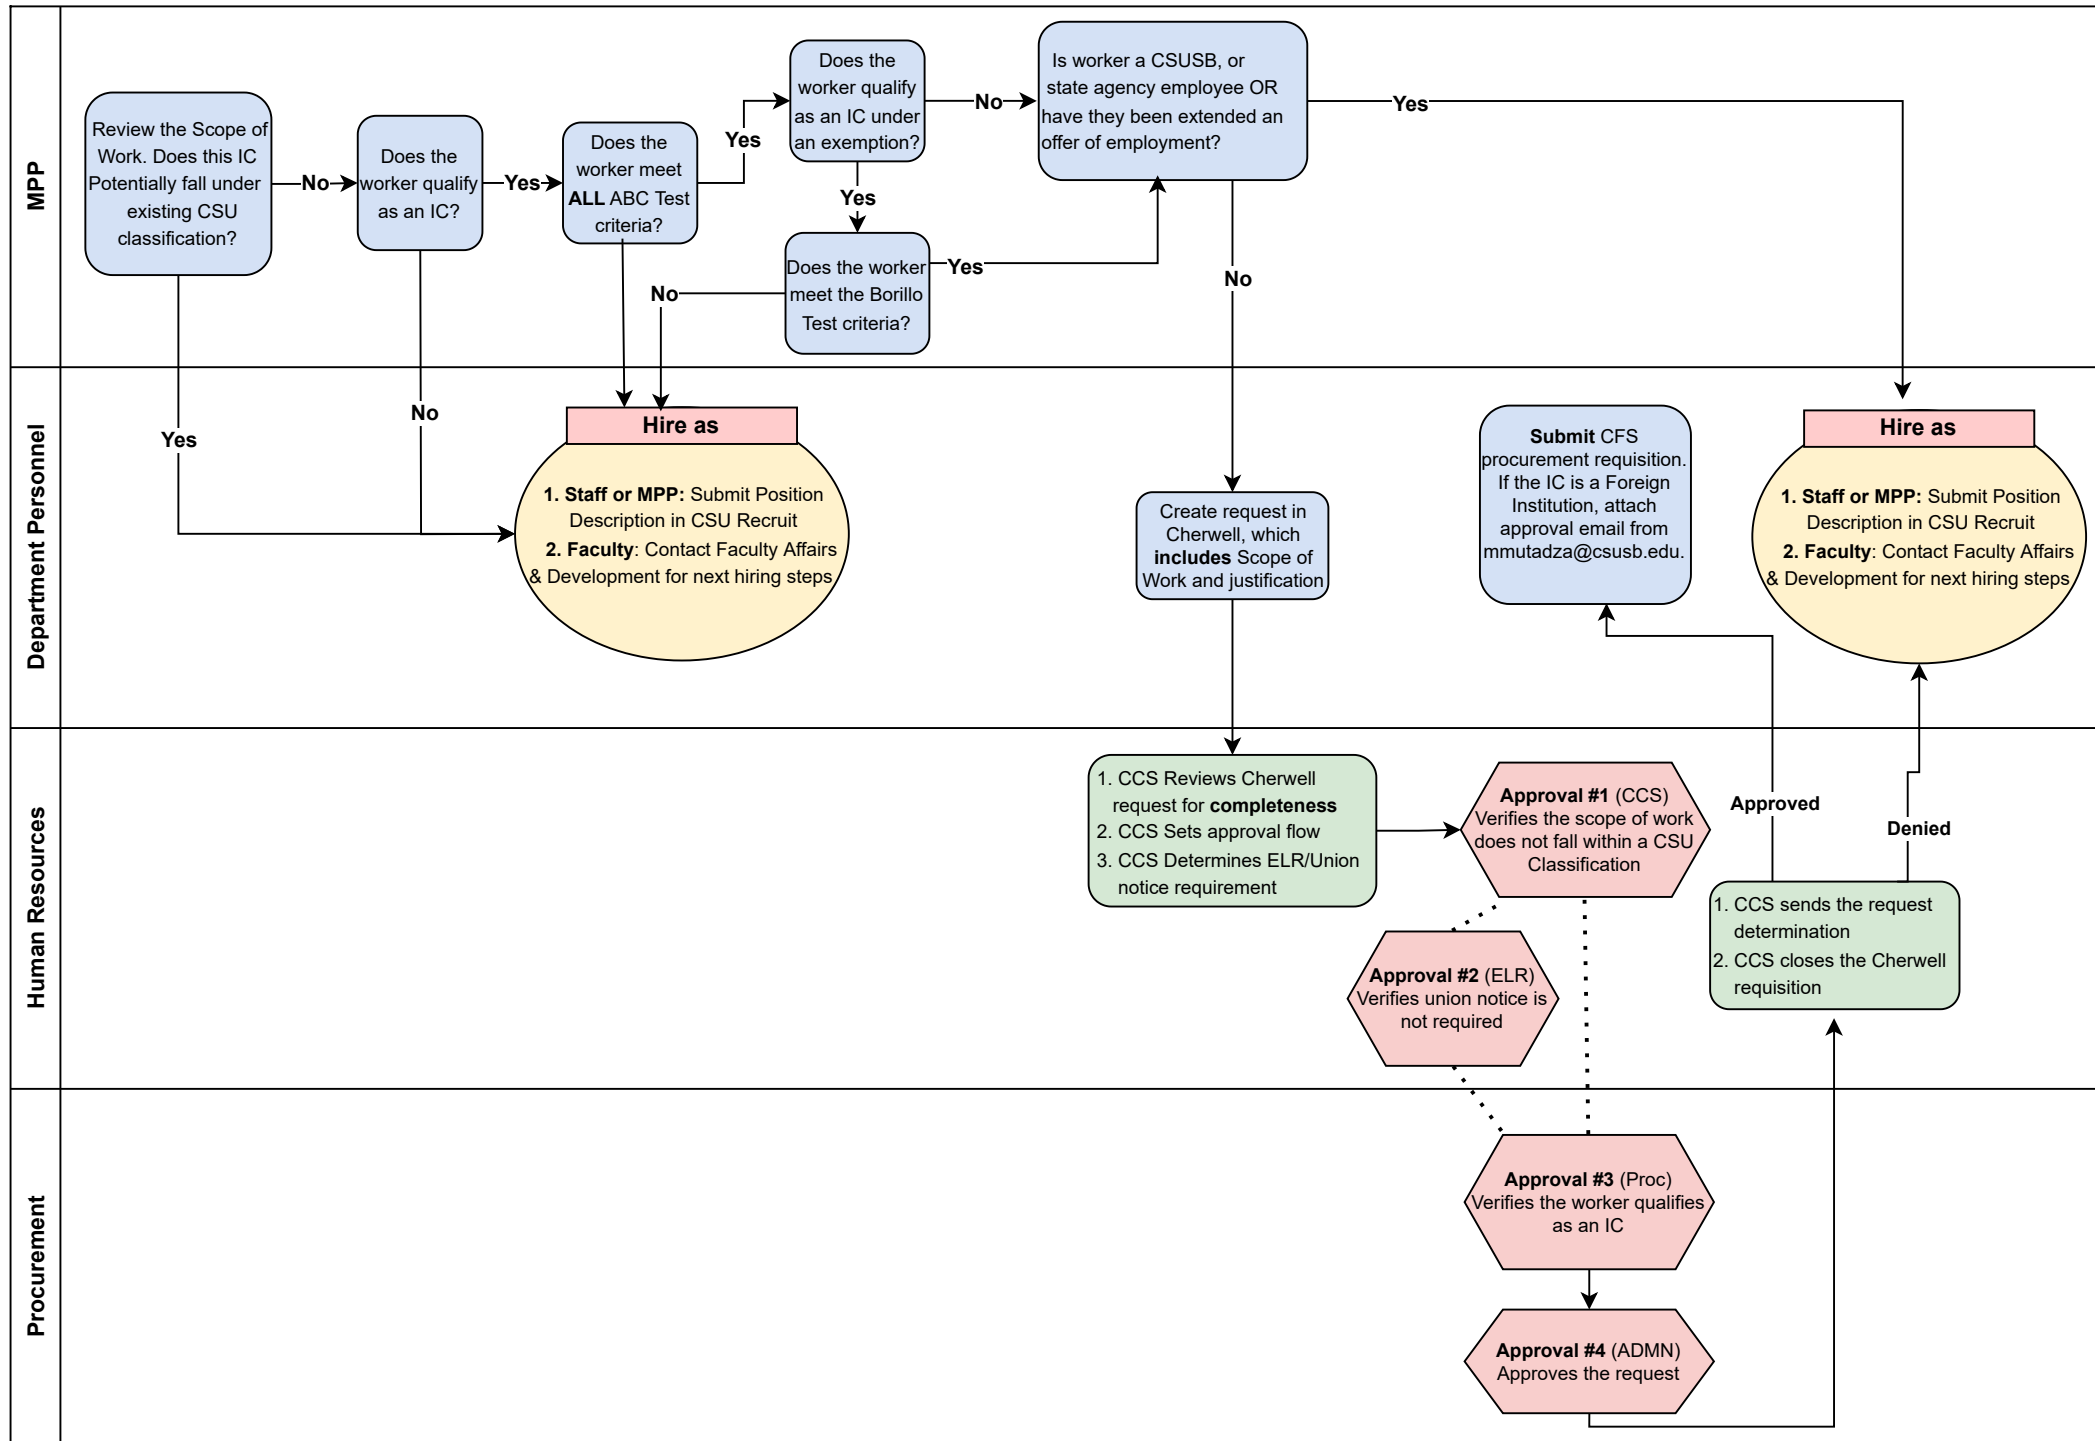 MPP
Review the Scope of
Work. Does this IC
Potentially fall under
existing CSU
classification?
No
Does the
worker qualify
as an IC?
Yes
Does the
worker meet
ALL ABC Test
criteria?
Yes
Does the
worker qualify
as an IC under
an exemption?
No
Is worker a CSUSB, or
state agency employee OR
have they been extended an
offer of employment?
Yes
Yes
Does the worker
meet the Borillo
Test criteria?
Yes
No
No
Department Personnel
Yes
No
Hire as
1. Staff or MPP: Submit Position
Description in CSU Recruit
2. Faculty: Contact Faculty Affairs
& Development for next hiring steps
Create request in
Cherwell, which
includes Scope of
Work and justification
Submit CFS
procurement requisition.
If the IC is a Foreign
Institution, attach
approval email from
mmutadza@csusb.edu.
Hire as
1. Staff or MPP: Submit Position
Description in CSU Recruit
2. Faculty: Contact Faculty Affairs
& Development for next hiring steps
Human Resources
1. CCS Reviews Cherwell
request for completeness
2. CCS Sets approval flow
3. CCS Determines ELR/Union
notice requirement
Approval #1 (CCS)
Verifies the scope of work
does not fall within a CSU
Classification
Approved
Denied
1. CCS sends the request
determination
2. CCS closes the Cherwell
requisition
Approval #2 (ELR)
Verifies union notice is
not required
Procurement
Approval #3 (Proc)
Verifies the worker qualifies
as an IC
Approval #4 (ADMN)
Approves the request